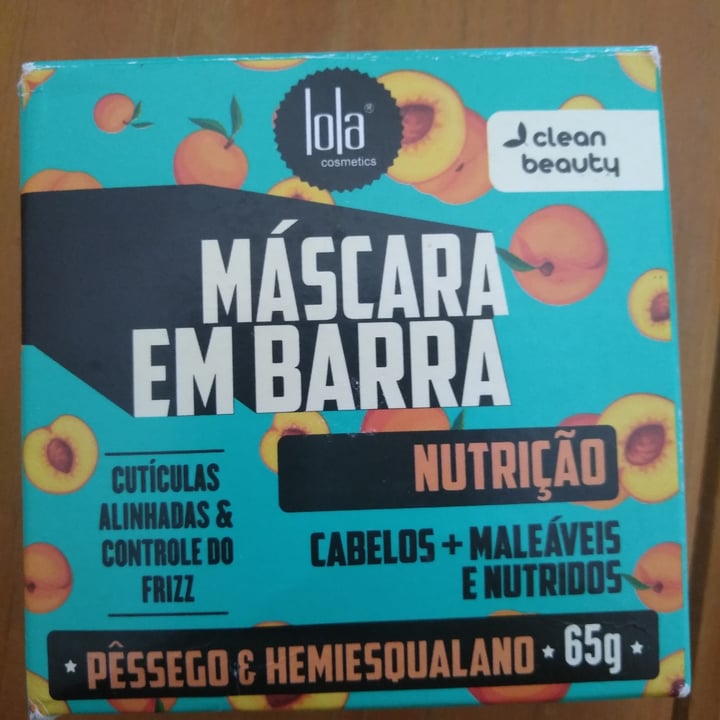 lola®
cosmetics
clean
beauty
MÁSCARA
EM BARRA
NUTRIÇÃO
CUTÍCULAS
ALINHADAS &
CONTROLE DO
FRIZZ
CABELOS + MALEÁVEIS
E NUTRIDOS
★ PÊSSEGO & HEMIESQUALANO ★ 65g ★